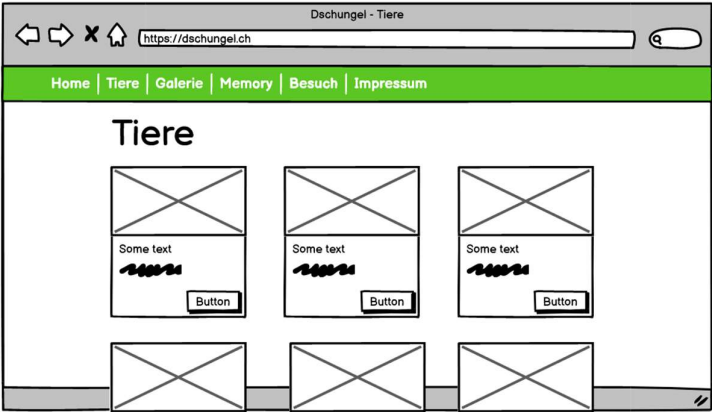 Dschungel - Tiere
https://dschungel.ch
Home | Tiere | Galerie | Memory | Besuch | Impressum
Tiere
Some text
Some text
Some text
Button
Button
Button